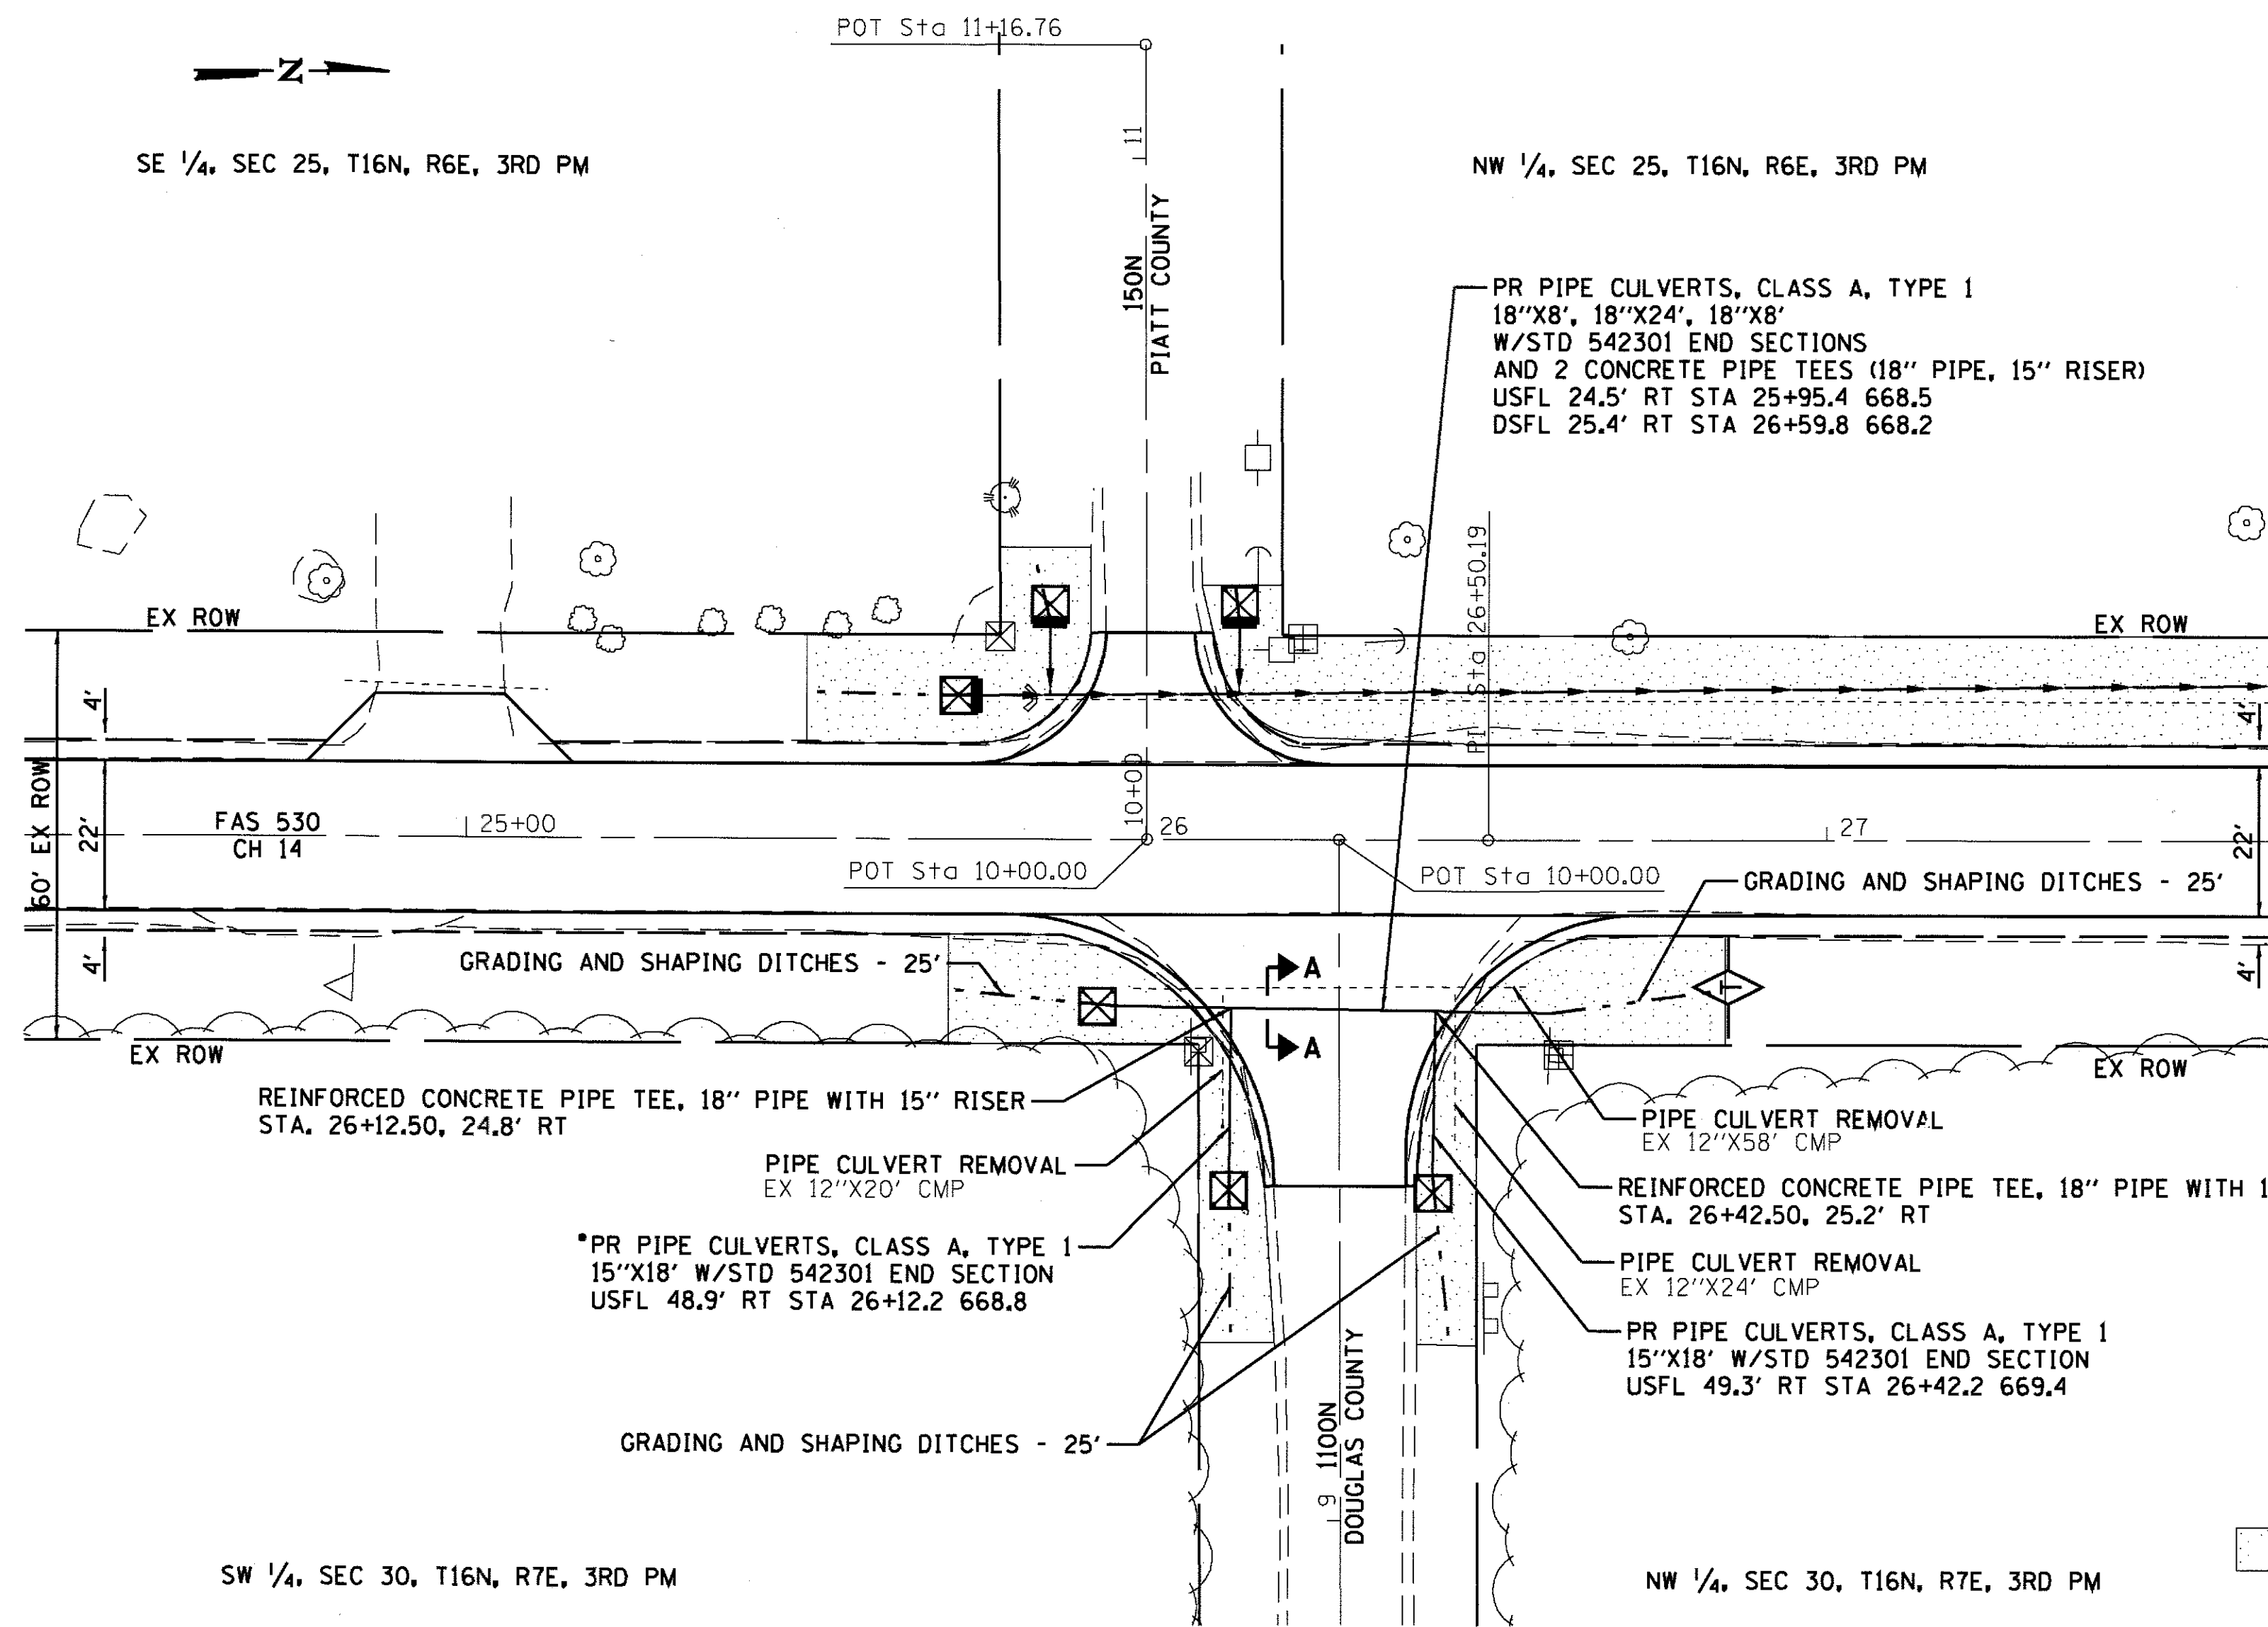 POT Sta 11+16.76
N
SE 1/4, SEC 25, T16N, R6E, 3RD PM
NW 1/4, SEC 25, T16N, R6E, 3RD PM
11
150N
PIATT COUNTY
PR PIPE CULVERTS, CLASS A, TYPE 1
18"X8', 18"X24', 18"X8'
W/STD 542301 END SECTIONS
AND 2 CONCRETE PIPE TEES (18" PIPE, 15" RISER)
USFL 24.5' RT STA 25+95.4 668.5
DSFL 25.4' RT STA 26+59.8 668.2
PI Sta 26+50.19
EX ROW
EX ROW
4'
4'
60' EX ROW
22'
FAS 530
CH 14
25+00
10+00
26
27
22'
POT Sta 10+00.00
POT Sta 10+00.00
GRADING AND SHAPING DITCHES - 25'
GRADING AND SHAPING DITCHES - 25'
4'
4'
A
A
T
EX ROW
EX ROW
REINFORCED CONCRETE PIPE TEE, 18" PIPE WITH 15" RISER
STA. 26+12.50, 24.8' RT
PIPE CULVERT REMOVAL
EX 12"X58' CMP
PIPE CULVERT REMOVAL
EX 12"X20' CMP
REINFORCED CONCRETE PIPE TEE, 18" PIPE WITH 1
STA. 26+42.50, 25.2' RT
PR PIPE CULVERTS, CLASS A, TYPE 1
15"X18' W/STD 542301 END SECTION
USFL 48.9' RT STA 26+12.2 668.8
PIPE CULVERT REMOVAL
EX 12"X24' CMP
PR PIPE CULVERTS, CLASS A, TYPE 1
15"X18' W/STD 542301 END SECTION
USFL 49.3' RT STA 26+42.2 669.4
GRADING AND SHAPING DITCHES - 25'
9
1100N
DOUGLAS COUNTY
SW 1/4, SEC 30, T16N, R7E, 3RD PM
NW 1/4, SEC 30, T16N, R7E, 3RD PM